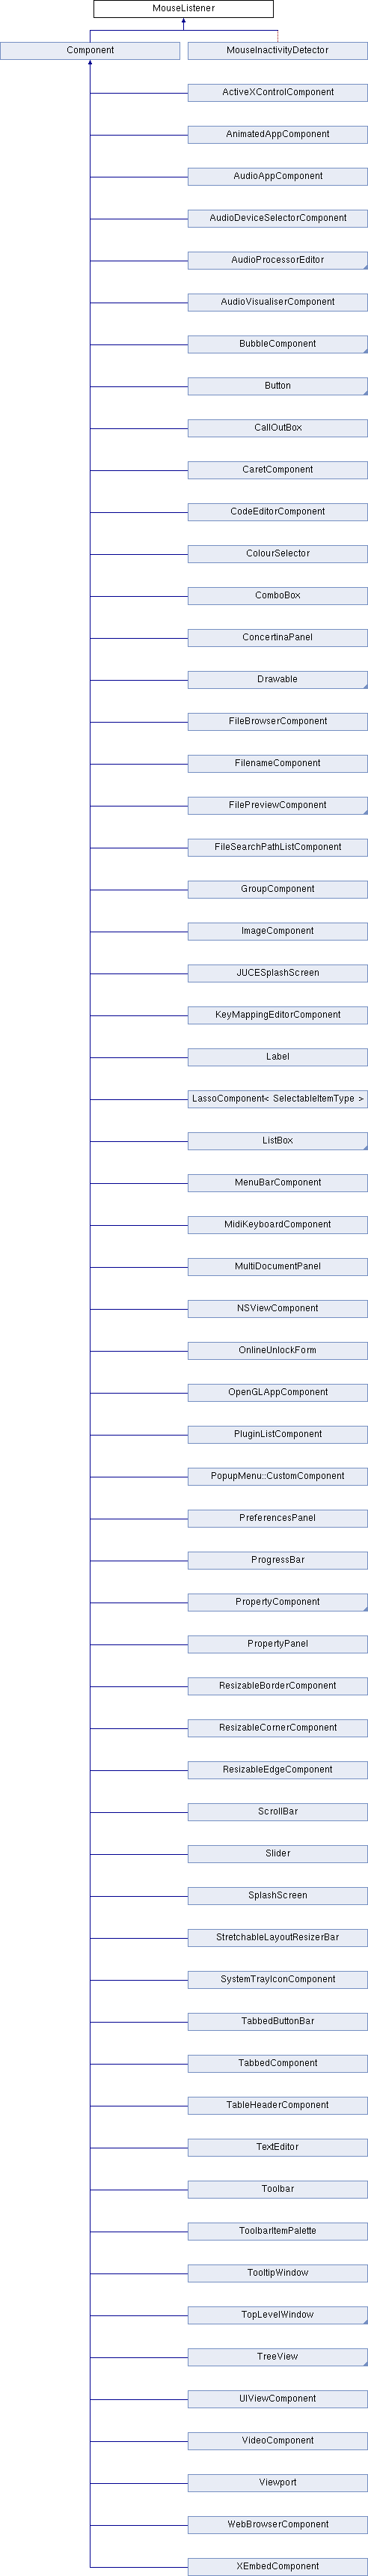 MouseListener
Component
MouseInactivityDetector
ActiveXControlComponent
AnimatedAppComponent
AudioAppComponent
AudioDeviceSelectorComponent
AudioProcessorEditor
AudioVisualiserComponent
BubbleComponent
Button
CallOutBox
CaretComponent
CodeEditorComponent
ColourSelector
ComboBox
ConcertinaPanel
Drawable
FileBrowserComponent
FilenameComponent
FilePreviewComponent
FileSearchPathListComponent
GroupComponent
ImageComponent
JUCESplashScreen
KeyMappingEditorComponent
Label
LassoComponent< SelectableItemType >
ListBox
MenuBarComponent
MidiKeyboardComponent
MultiDocumentPanel
NSViewComponent
OnlineUnlockForm
OpenGLAppComponent
PluginListComponent
PopupMenu::CustomComponent
PreferencesPanel
ProgressBar
PropertyComponent
PropertyPanel
ResizableBorderComponent
ResizableCornerComponent
ResizableEdgeComponent
ScrollBar
Slider
SplashScreen
StretchableLayoutResizerBar
SystemTrayIconComponent
TabbedButtonBar
TabbedComponent
TableHeaderComponent
TextEditor
Toolbar
ToolbarItemPalette
TooltipWindow
TopLevelWindow
TreeView
UIViewComponent
VideoComponent
Viewport
WebBrowserComponent
XEmbedComponent